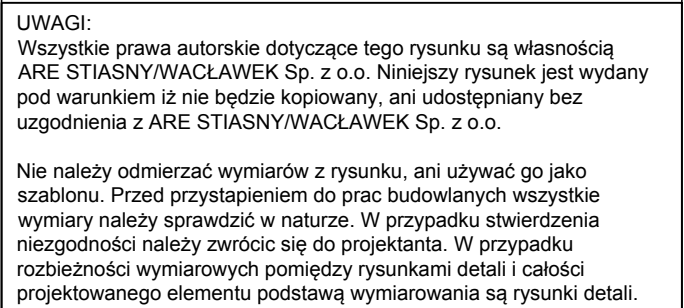 UWAGI:
Wszystkie prawa autorskie dotyczące tego rysunku są własnością
ARE STIASNY/WACŁAWEK Sp. z o.o. Niniejszy rysunek jest wydany
pod warunkiem iż nie będzie kopiowany, ani udostępniany bez
uzgodnienia z ARE STIASNY/WACŁAWEK Sp. z o.o.

Nie należy odmierzać wymiarów z rysunku, ani używać go jako
szablonu. Przed przystapieniem do prac budowlanych wszystkie
wymiary należy sprawdzić w naturze. W przypadku stwierdzenia
niezgodności należy zwrócic się do projektanta. W przypadku
rozbieżności wymiarowych pomiędzy rysunkami detali i całości
projektowanego elementu podstawą wymiarowania są rysunki detali.